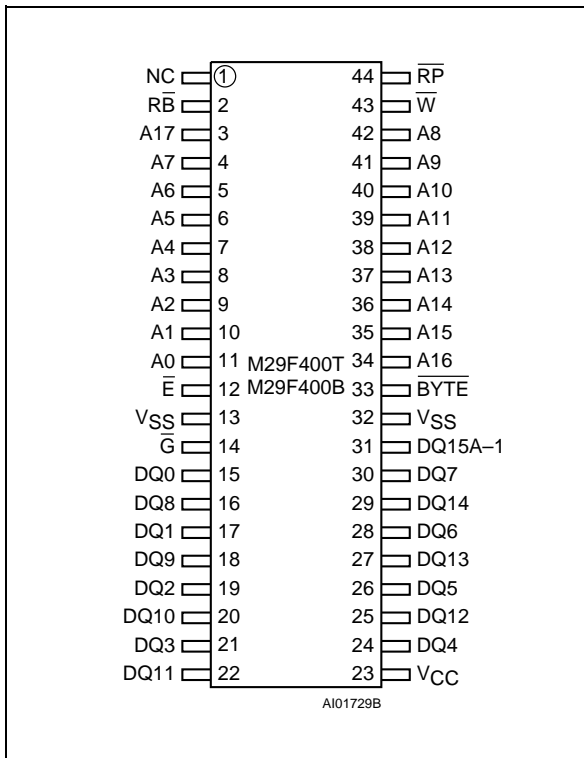 NC 1 44 R̅P̅
RB̅ 2 43 W̅
A17 3 42 A8
A7 4 41 A9
A6 5 40 A10
A5 6 39 A11
A4 7 38 A12
A3 8 37 A13
A2 9 36 A14
A1 10 35 A15
A0 11 M29F400T 34 A16
E̅ 12 M29F400B 33 B̅Y̅T̅E̅
VSS 13 32 VSS
G̅ 14 31 DQ15A–1
DQ0 15 30 DQ7
DQ8 16 29 DQ14
DQ1 17 28 DQ6
DQ9 18 27 DQ13
DQ2 19 26 DQ5
DQ10 20 25 DQ12
DQ3 21 24 DQ4
DQ11 22 23 VCC
AI01729B